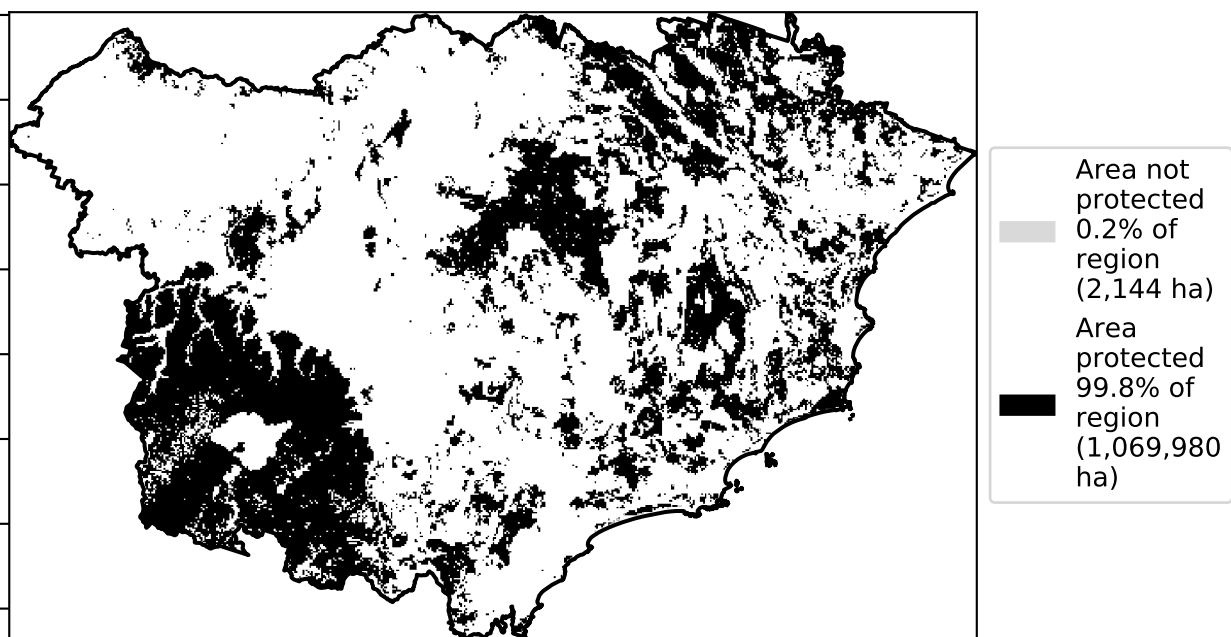 Area not
protected
0.2% of
region
(2,144 ha)
Area
protected
99.8% of
region
(1,069,980
ha)